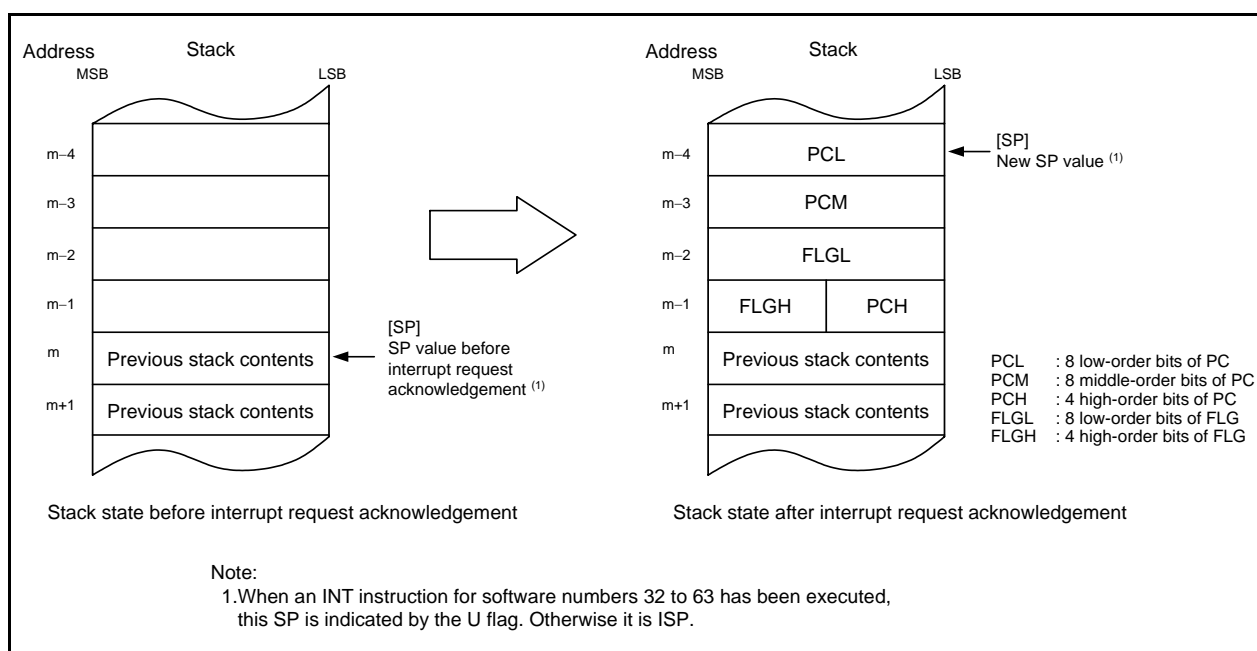 Address
Stack
MSB
LSB
m−4
m−3
m−2
m−1
m
Previous stack contents
m+1
Previous stack contents
[SP]
SP value before
interrupt request
acknowledgement (1)
Stack state before interrupt request acknowledgement
Address
Stack
MSB
LSB
m−4
PCL
m−3
PCM
m−2
FLGL
m−1
FLGH
PCH
m
Previous stack contents
m+1
Previous stack contents
[SP]
New SP value (1)
PCL : 8 low-order bits of PC
PCM : 8 middle-order bits of PC
PCH : 4 high-order bits of PC
FLGL : 8 low-order bits of FLG
FLGH : 4 high-order bits of FLG
Stack state after interrupt request acknowledgement
Note:
1.When an INT instruction for software numbers 32 to 63 has been executed,
this SP is indicated by the U flag. Otherwise it is ISP.